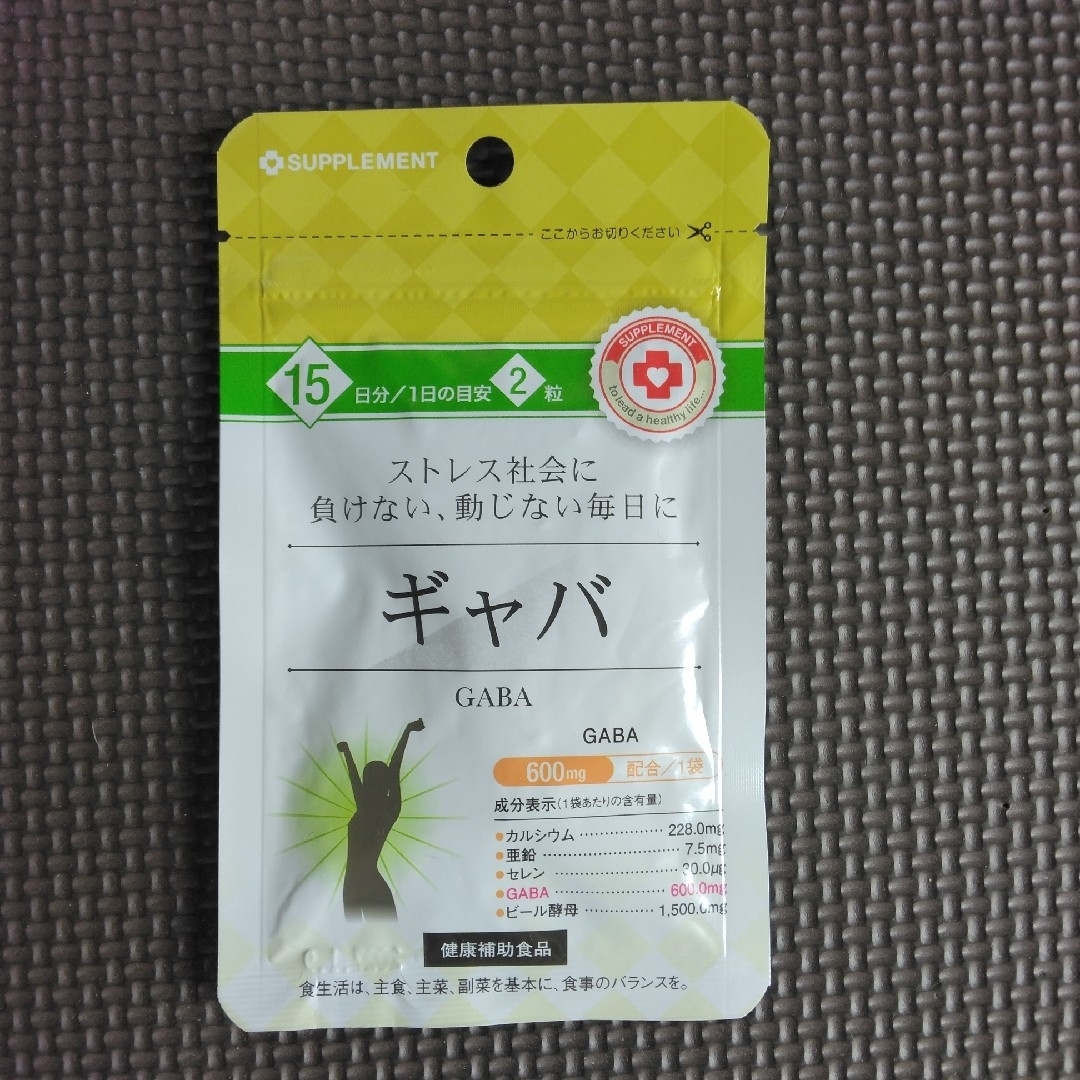 SUPPLEMENT
ここからお切りください
SUPPLEMENT
to lead a healthy life...
15日分/1日の目安2粒
ストレス社会に
負けない、動じない毎日に
ギャバ
GABA
GABA
600mg 配合/1袋
成分表示(1袋あたりの含有量)
●カルシウム ………………… 228.0mg
●亜鉛 ………………………… 7.5mg
●セレン ………………………
●GABA ……………………… 600.0mg
●ビール酵母 ………… 1,500.0mg
健康補助食品
食生活は、主食、主菜、副菜を基本に、食事のバランスを。